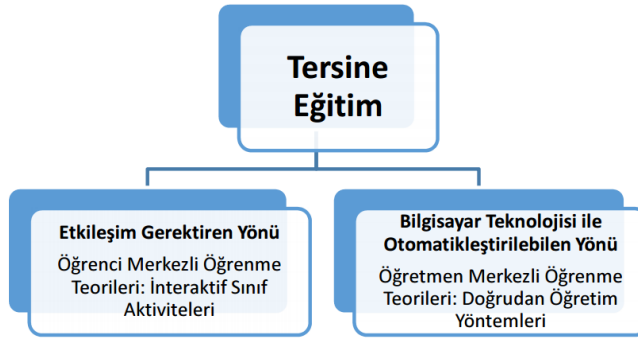 Tersine
Eğitim
Etkileşim Gerektiren Yönü
Öğrenci Merkezli Öğrenme
Teorileri: İnteraktif Sınıf
Aktiviteleri
Bilgisayar Teknolojisi ile
Otomatikleştirilebilen Yönü
Öğretmen Merkezli Öğrenme
Teorileri: Doğrudan Öğretim
Yöntemleri